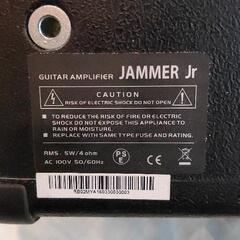 GUITAR AMPLIFIER JAMMER Jr
CAUTION
RISK OF ELECTRIC SHOCK DO NOT OPEN
TO REDUCE THE RISK OF FIRE OR ELECTRIC
SHOCK DO NOT EXPOSE THIS APPLIANCE
TO RAIN OR MOISTURE.
REPLACE WITH SAME TYPE FUSE AND RATING.
RMS : 5W/4 ohm
AC 100V 50/60Hz
PS
E